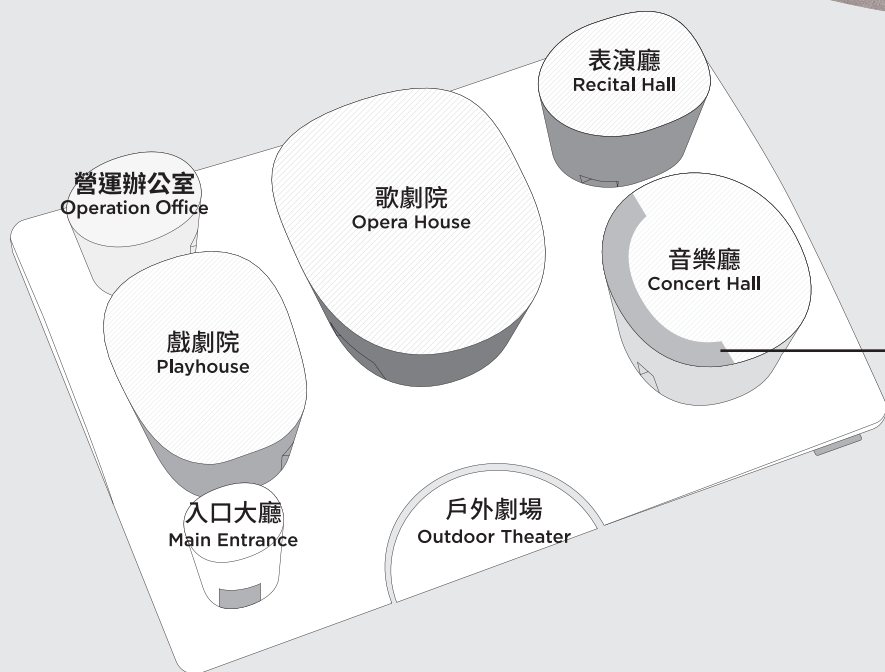 表演廳
Recital Hall
營運辦公室
Operation Office
歌劇院
Opera House
音樂廳
Concert Hall
戲劇院
Playhouse
入口大廳
Main Entrance
戶外劇場
Outdoor Theater